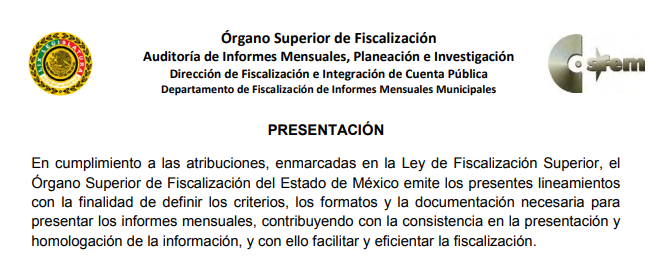 Órgano Superior de Fiscalización
Auditoría de Informes Mensuales, Planeación e Investigación
Dirección de Fiscalización e Integración de Cuenta Pública
Departamento de Fiscalización de Informes Mensuales Municipales
osfem
PRESENTACIÓN
En cumplimiento a las atribuciones, enmarcadas en la Ley de Fiscalización Superior, el
Órgano Superior de Fiscalización del Estado de México emite los presentes lineamientos
con la finalidad de definir los criterios, los formatos y la documentación necesaria para
presentar los informes mensuales, contribuyendo con la consistencia en la presentación y
homologación de la información, y con ello facilitar y eficientar la fiscalización.